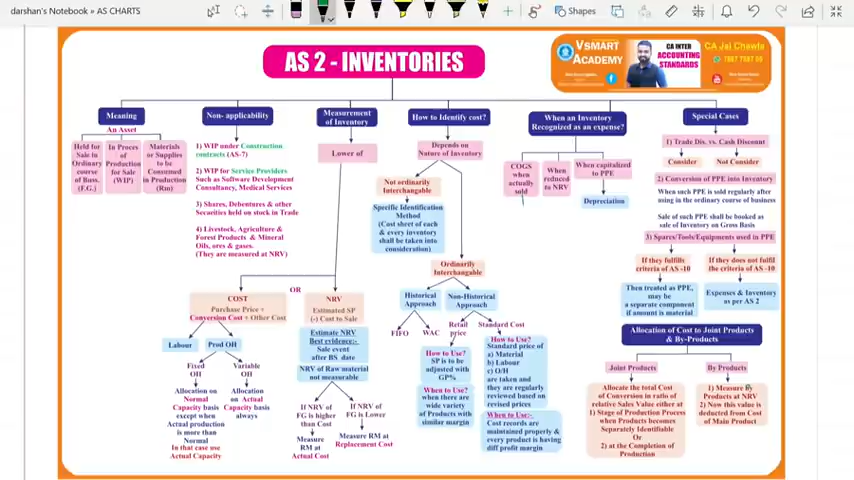 darshan's Notebook » AS CHARTS
Shapes
AS 2 - INVENTORIES
VSMART
ACADEMY
CA INTER
ACCOUNTING
STANDARDS
CA Jai Chawla
Meaning
An Asset
Held for
Sale in
Ordinary
course of
Buss.
(F.G.)
In Proces
of
Production
for Sale
(WIP)
Materials
or Supplies
to be
Consumed
in Production
(Rm)
Non- applicability
1) WIP under Construction
contracts (AS-7)
2) WIP for Service Providers
Such as Software Development
Consultancy, Medical Services
3) Shares, Debentures & other
Securities held on stock in Trade
4) Livestock, Agriculture &
Forest Products & Mineral
Oils, ores & gases.
(They are measured at NRV)
Measurement
of Inventory
Lower of
OR
COST
Purchase Price +
Conversion Cost + Other Cost
Labour
Prod OH
Fixed
OH
Variable
OH
Allocation on
Normal
Capacity basis
except when
Actual production
is more than
Normal
In that case use
Actual Capacity
Allocation
on Actual
Capacity basis
always
NRV
Estimated SP
(-) Cost to Sale
Estimate NRV
Best evidence:-
Sale event
after BS date
NRV of Raw material
not measurable
If NRV of
FG is higher
than Cost
If NRV of
FG is Lower
Measure
RM at
Actual Cost
Measure RM at
Replacement Cost
How to Identify cost?
Depends on
Nature of Inventory
Not ordinarily
Interchangable
Specific Identification
Method
(Cost sheet of each
& every inventory
shall be taken into
consideration)
Ordinarily
Interchangable
Historical
Approach
Non-Historical
Approach
FIFO
WAC
Retail
price
Standard Cost
How to Use?
SP is to be
adjusted with
GP%
When to Use?
when there are
wide variety
of Products with
similar margin
How to Use?
Standard price of
a) Material
b) Labour
c) O/H
are taken and
they are regularly
reviewed based on
revised prices
When to Use:-
Cost records are
maintained properly &
every product is having
diff profit margin
When an Inventory
Recognized as an expense?
COGS
when
actually
sold
When
reduced
to NRV
When capitalized
to PPE
Depreciation
Special Cases
1) Trade Dis. vs. Cash Discount
Consider
Not Consider
2) Conversion of PPE into Inventory
When such PPE is sold regularly after
using in the ordinary course of business
Sale of such PPE shall be booked as
sale of Inventory on Gross Basis
3) Spares/Tools/Equipments used in PPE
If they fulfills
criteria of AS -10
If they does not fulfil
the criteria of AS -10
Then treated as PPE,
may be
a separate component
if amount is material
Expenses & Inventory
as per AS 2
Allocation of Cost to Joint Products
& By-Products
Joint Products
By Products
Allocate the total Cost
of Conversion in ratio of
relative Sales Value either at
1) Stage of Production Process
when Products becomes
Separately Identifiable
Or
2) at the Completion of
Production
1) Measure By
Products at NRV
2) Now this value is
deducted from Cost
of Main Product